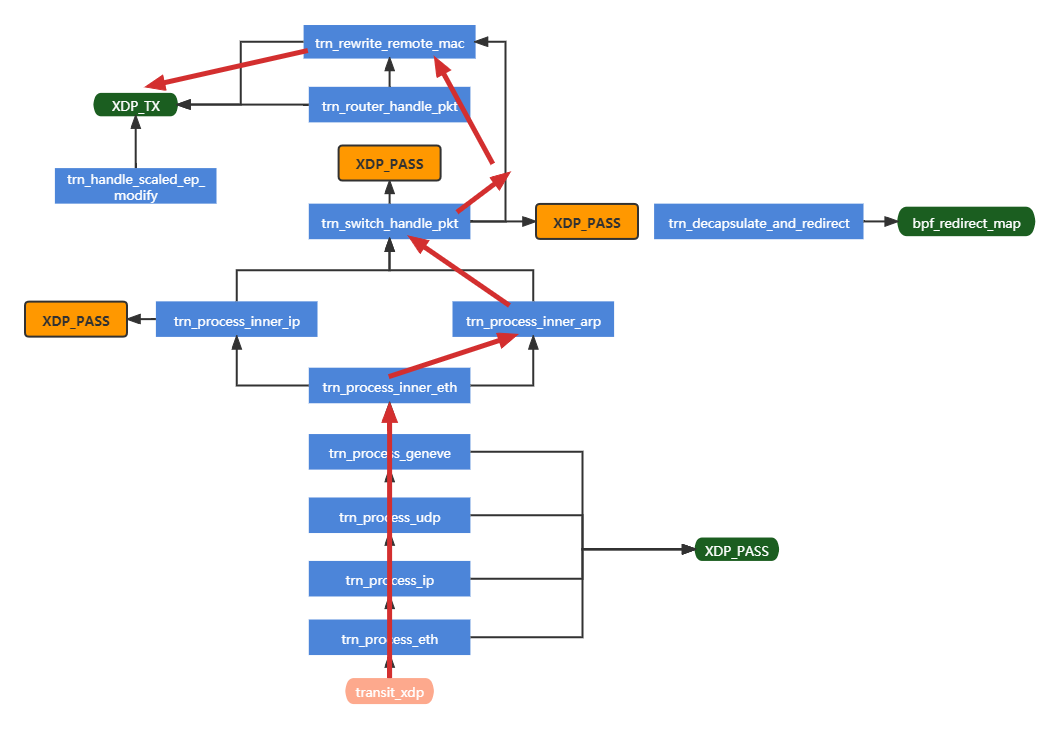 trn_rewrite_remote_mac
XDP_TX
trn_router_handle_pkt
XDP_PASS
trn_handle_scaled_ep_
modify
trn_switch_handle_pkt
XDP_PASS
trn_decapsulate_and_redirect
bpf_redirect_map
XDP_PASS
trn_process_inner_ip
trn_process_inner_arp
trn_process_inner_eth
trn_process_geneve
trn_process_udp
XDP_PASS
trn_process_ip
trn_process_eth
transit_xdp